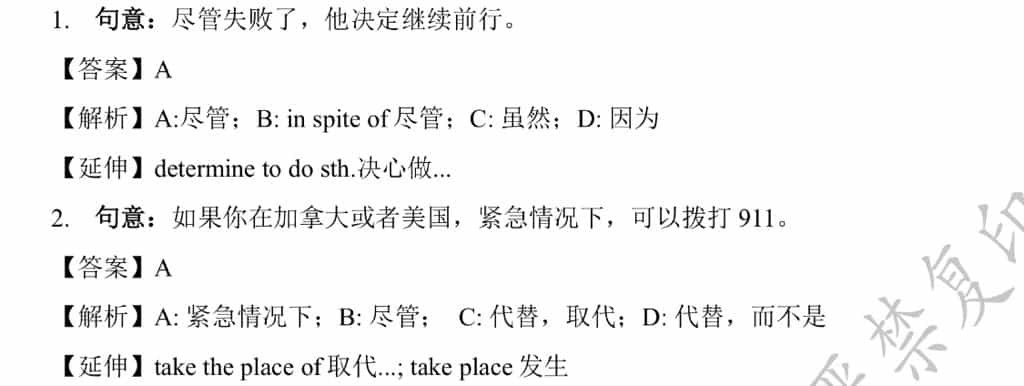 1. 句意：尽管失败了，他决定继续前行。
【答案】A
【解析】A:尽管；B: in spite of 尽管；C: 虽然；D: 因为
【延伸】determine to do sth.决心做...
2. 句意：如果你在加拿大或者美国，紧急情况下，可以拨打 911。
【答案】A
【解析】A: 紧急情况下；B: 尽管； C: 代替，取代；D: 代替，而不是
【延伸】take the place of 取代...; take place 发生
严禁复印